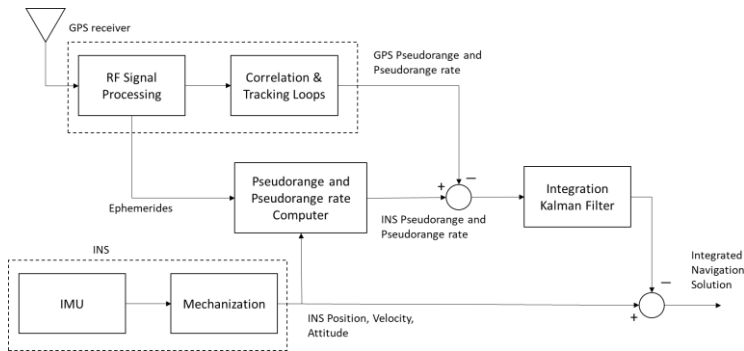 GPS receiver
RF Signal
Processing
Correlation &
Tracking Loops
GPS Pseudorange and
Pseudorange rate
Ephemerides
Pseudorange and
Pseudorange rate
Computer
+
−
INS Pseudorange and
Pseudorange rate
Integration
Kalman Filter
INS
IMU
Mechanization
INS Position, Velocity,
Attitude
−
+
Integrated
Navigation
Solution